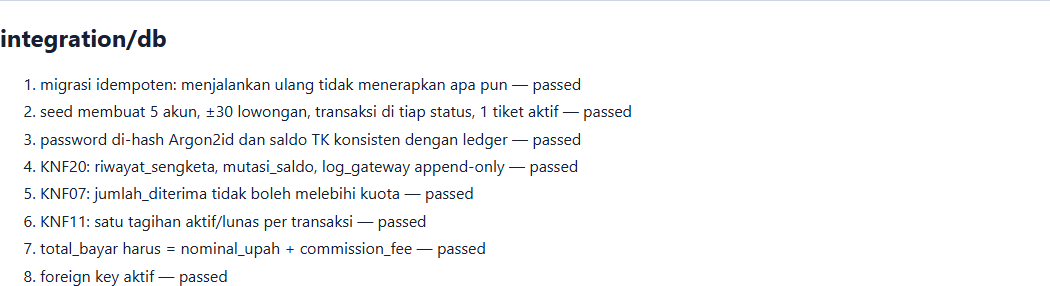 integration/db
1. migrasi idempoten: menjalankan ulang tidak menerapkan apa pun — passed
2. seed membuat 5 akun, ±30 lowongan, transaksi di tiap status, 1 tiket aktif — passed
3. password di-hash Argon2id dan saldo TK konsisten dengan ledger — passed
4. KNF20: riwayat_sengketa, mutasi_saldo, log_gateway append-only — passed
5. KNF07: jumlah_diterima tidak boleh melebihi kuota — passed
6. KNF11: satu tagihan aktif/lunas per transaksi — passed
7. total_bayar harus = nominal_upah + commission_fee — passed
8. foreign key aktif — passed